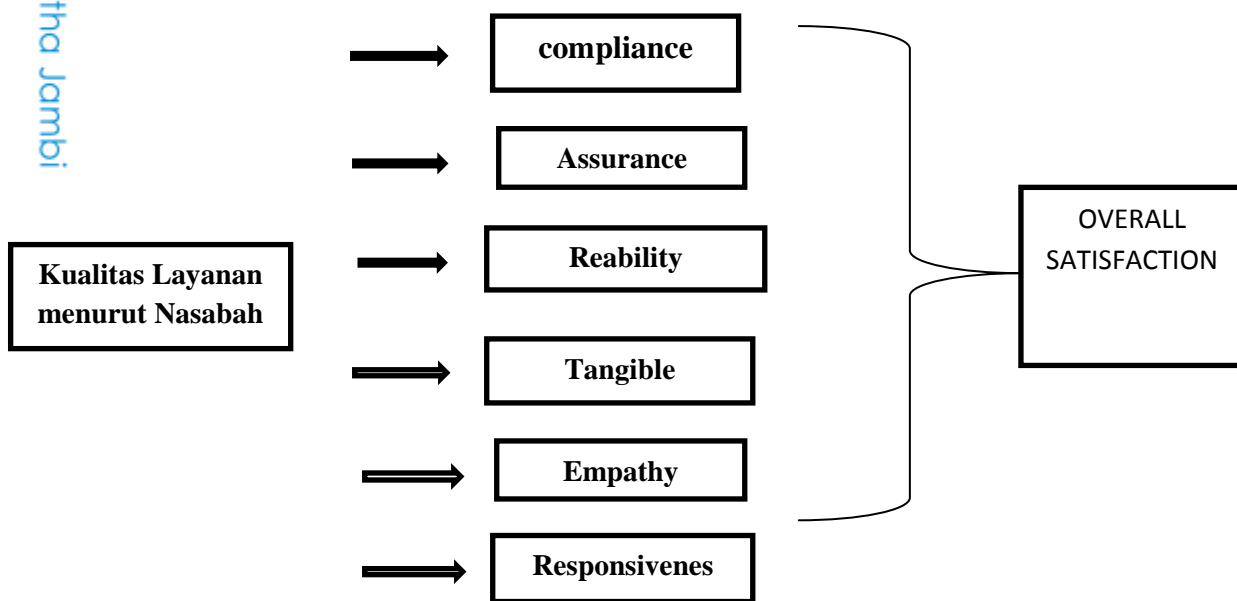 tha Jambi
compliance
Assurance
Reability
Kualitas Layanan
menurut Nasabah
Tangible
Empathy
Responsivenes
OVERALL
SATISFACTION